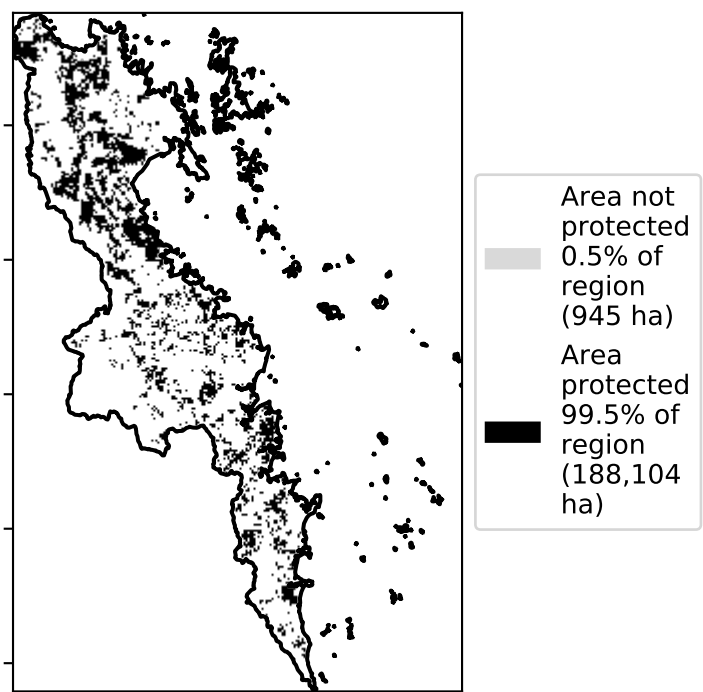 Area not
protected
0.5% of
region
(945 ha)
Area
protected
99.5% of
region
(188,104
ha)